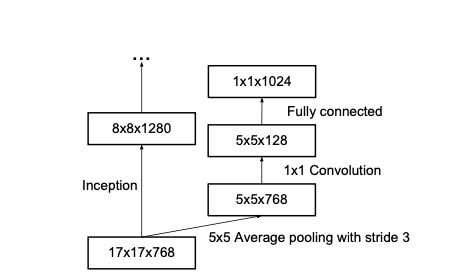 ...
1x1x1024
Fully connected
8x8x1280
5x5x128
1x1 Convolution
Inception
5x5x768
5x5 Average pooling with stride 3
17x17x768